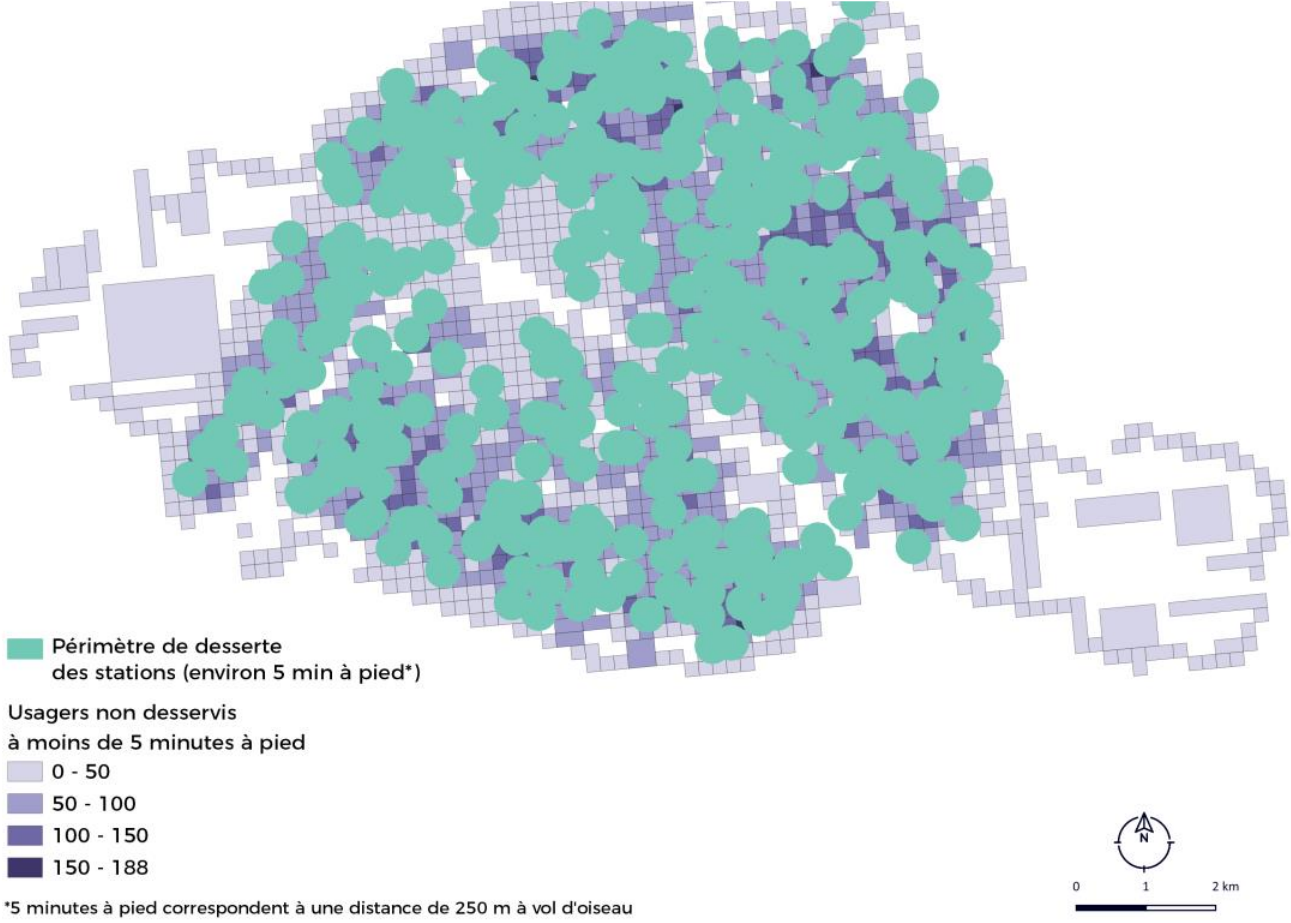 Périmètre de desserte
des stations (environ 5 min à pied*)
Usagers non desservis
à moins de 5 minutes à pied
0 - 50
50 - 100
100 - 150
150 - 188
*5 minutes à pied correspondent à une distance de 250 m à vol d'oiseau
N
0 1 2 km